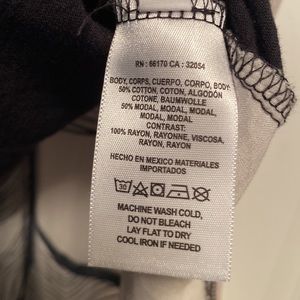 RN : 66170 CA : 32054
BODY, CORPS, CUERPO, CORPO, BODY:
50% COTTON, COTON, ALGODÓN
COTONE, BAUMWOLLE
50% MODAL, MODAL, MODAL,
MODAL, MODAL
CONTRAST:
100% RAYON, RAYONNE, VISCOSA,
RAYON, RAYON
HECHO EN MEXICO MATERIALES
IMPORTADOS
30
MACHINE WASH COLD,
DO NOT BLEACH
LAY FLAT TO DRY
COOL IRON IF NEEDED